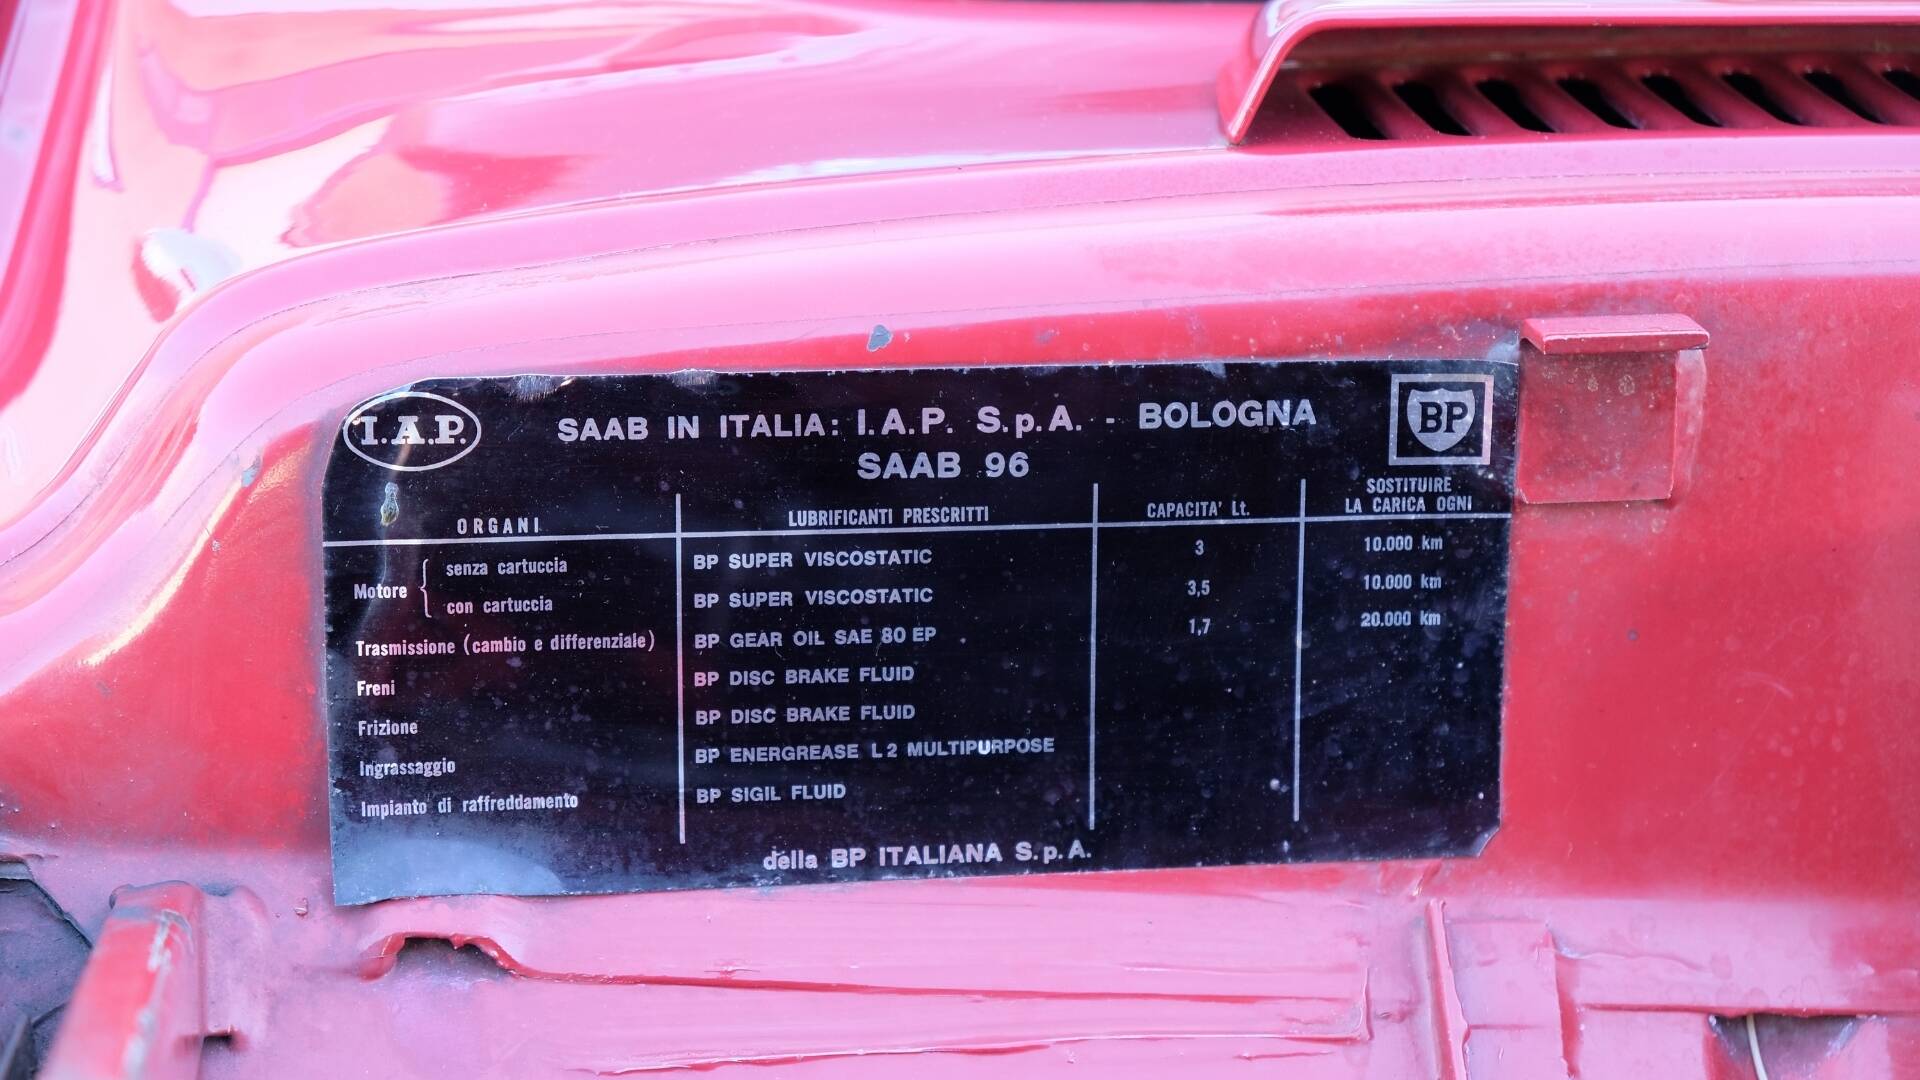 I.A.P.
SAAB IN ITALIA: I.A.P. S.p.A. - BOLOGNA
BP
SAAB 96
ORGANI LUBRIFICANTI PRESCRITTI CAPACITA' Lt. SOSTITUIRE
LA CARICA OGNI
Motore senza cartuccia BP SUPER VISCOSTATIC 3 10.000 km
con cartuccia BP SUPER VISCOSTATIC 3,5 10.000 km
Trasmissione (cambio e differenziale) BP GEAR OIL SAE 80 EP 1,7 20.000 km
Freni BP DISC BRAKE FLUID
Frizione BP DISC BRAKE FLUID
Ingrassaggio BP ENERGREASE L2 MULTIPURPOSE
Impianto di raffreddamento BP SIGIL FLUID
della BP ITALIANA S.p.A.